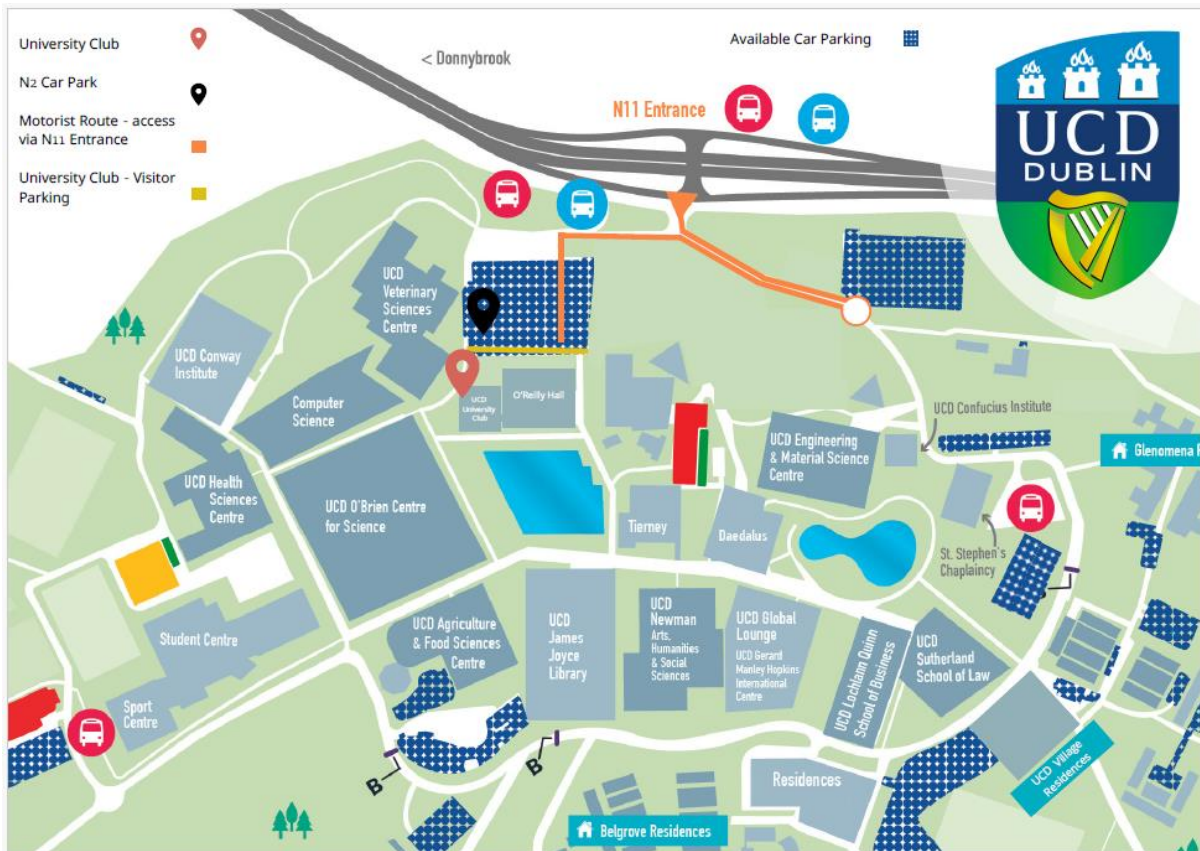 University Club
N2 Car Park
Motorist Route - access
via N11 Entrance
University Club - Visitor
Parking
Available Car Parking
< Donnybrook
N11 Entrance
UCD
DUBLIN
UCD
Veterinary
Sciences
Centre
UCD Conway
Institute
Computer
Science
UCD
University
Club
O'Reilly Hall
UCD Confucius Institute
UCD Engineering
& Material Science
Centre
Glenomena
UCD Health
Sciences
Centre
UCD O'Brien Centre
for Science
Tierney
Daedalus
St. Stephen's
Chaplaincy
Student Centre
UCD Agriculture
& Food Sciences
Centre
UCD
James
Joyce
Library
UCD
Newman
Arts,
Humanities
& Social
Sciences
UCD Global
Lounge
UCD Gerard
Manley Hopkins
International
Centre
UCD Lochlann Quinn
School of Business
UCD
Sutherland
School of Law
Sport
Centre
B
B
UCD Village
Residences
Residences
Belgrove Residences